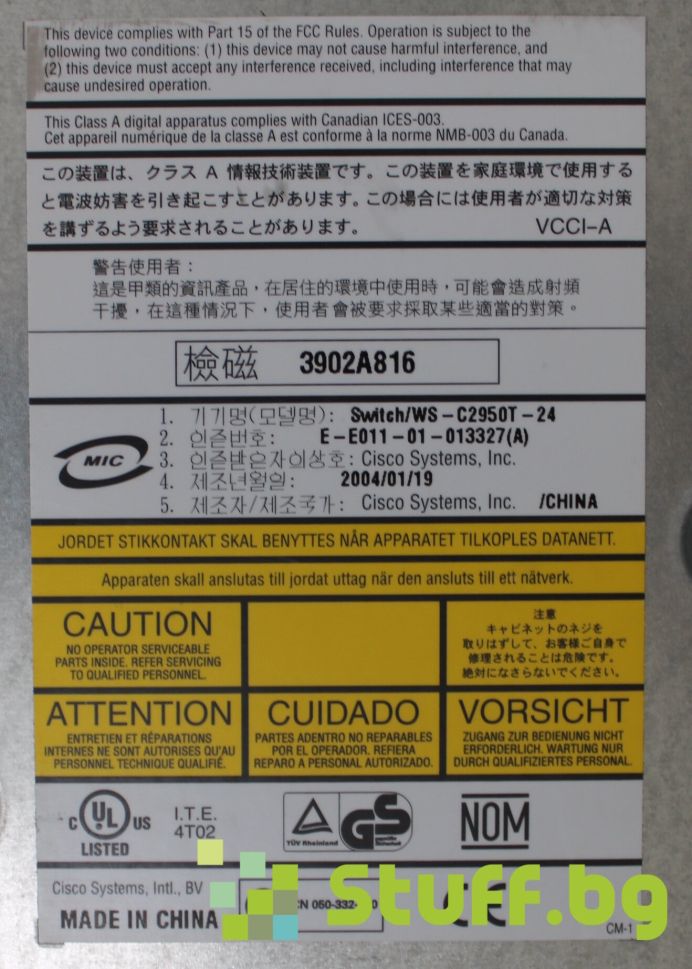 This device complies with Part 15 of the FCC Rules. Operation is subject to the
following two conditions: (1) this device may not cause harmful interference, and
(2) this device must accept any interference received, including interference that may
cause undesired operation.
This Class A digital apparatus complies with Canadian ICES-003.
Cet appareil numérique de la classe A est conforme à la norme NMB-003 du Canada.
この装置は、クラス A 情報技術装置です。この装置を家庭環境で使用する
と電波妨害を引き起こすことがあります。この場合には使用者が適切な対策
を講ずるよう要求されることがあります。 VCCI-A
警告使用者：
這是甲類的資訊產品，在居住的環境中使用時，可能會造成射頻
干擾，在這種情況下，使用者會被要求採取某些適當的對策。
檢磁 3902A816
1. 기기명(모델명): Switch/WS-C2950T-24
2. 인증번호: E-E011-01-013327(A)
MIC 3. 인증받은자의상호: Cisco Systems, Inc.
4. 제조년월일: 2004/01/19
5. 제조자/제조국가: Cisco Systems, Inc. /CHINA
JORDET STIKKONTAKT SKAL BENYTTES NÅR APPARATET TILKOPLES DATANETT.
Apparaten skall anslutas till jordat uttag när den ansluts till ett nätverk.
CAUTION
NO OPERATOR SERVICEABLE
PARTS INSIDE. REFER SERVICING
TO QUALIFIED PERSONNEL.
注意
キャビネットのネジを
取りはずして、お客様ご自身で
修理されることは危険です。
絶対になさらないでください。
ATTENTION
ENTRETIEN ET RÉPARATIONS
INTERNES NE SONT AUTORISES QU'AU
PERSONNEL TECHNIQUE QUALIFIÉ.
CUIDADO
PARTES ADENTRO NO REPARABLES
POR EL OPERADOR. REFIERA
REPARO A PERSONAL AUTORIZADO.
VORSICHT
ZUGANG ZUR BEDIENUNG NICHT
ERFORDERLICH. WARTUNG NUR
DURCH QUALIFIZIERTES PERSONAL.
C UL US
LISTED
I.T.E.
4T02
TÜV Rheinland
GS
geprüfte
Sicherheit
NOM
Cisco Systems, Intl., BV
MADE IN CHINA
CN 050-332-
CE
CM-1
Stuff.bg